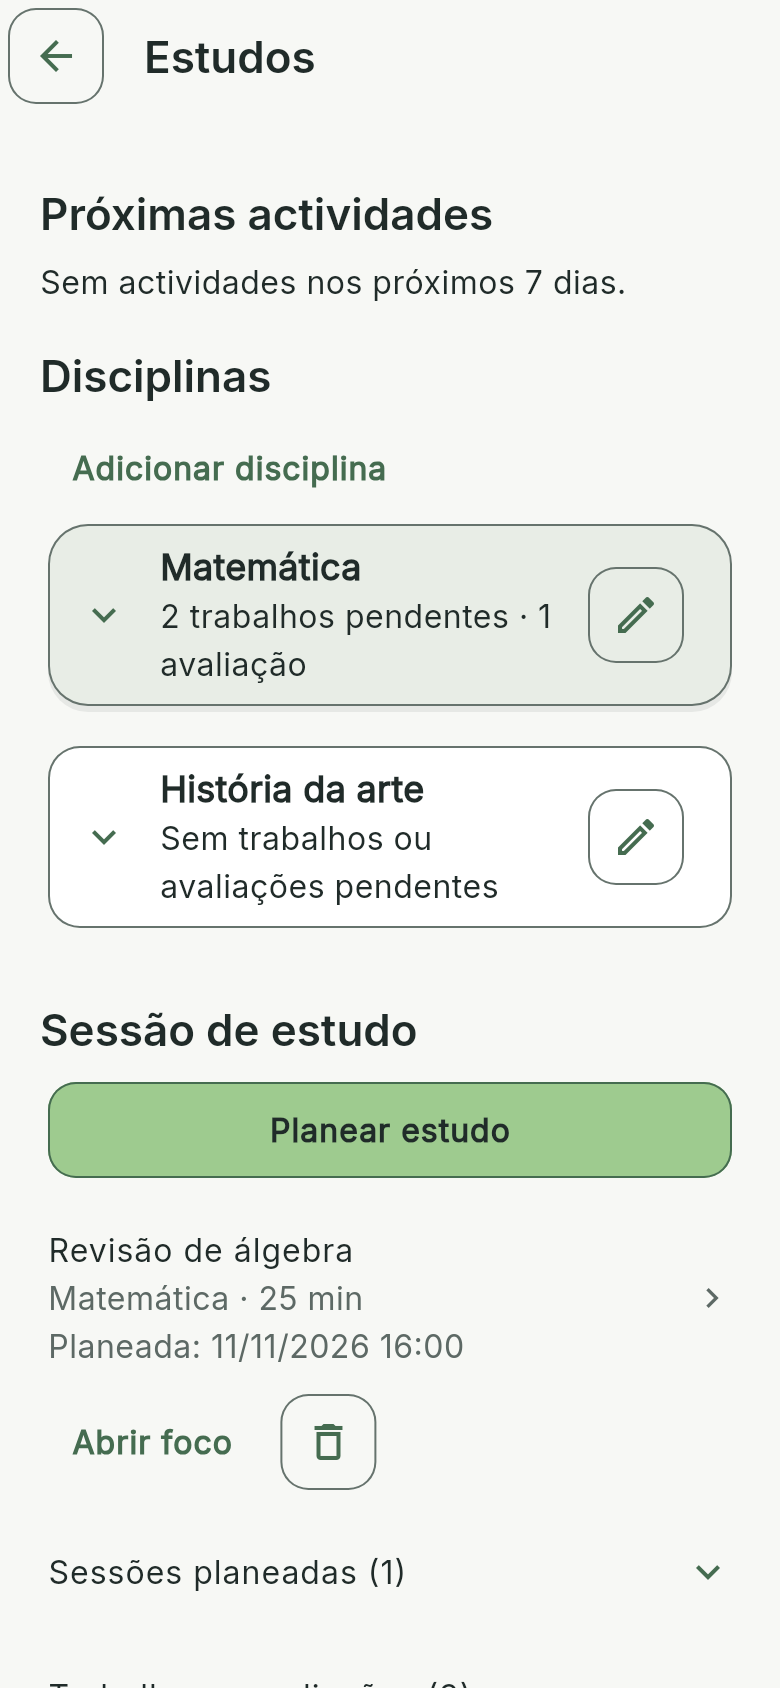 Estudos
Próximas actividades
Sem actividades nos próximos 7 dias.
Disciplinas
Adicionar disciplina
Matemática
2 trabalhos pendentes · 1
avaliação
História da arte
Sem trabalhos ou
avaliações pendentes
Sessão de estudo
Planear estudo
Revisão de álgebra
Matemática · 25 min
Planeada: 11/11/2026 16:00
Abrir foco
Sessões planeadas (1)